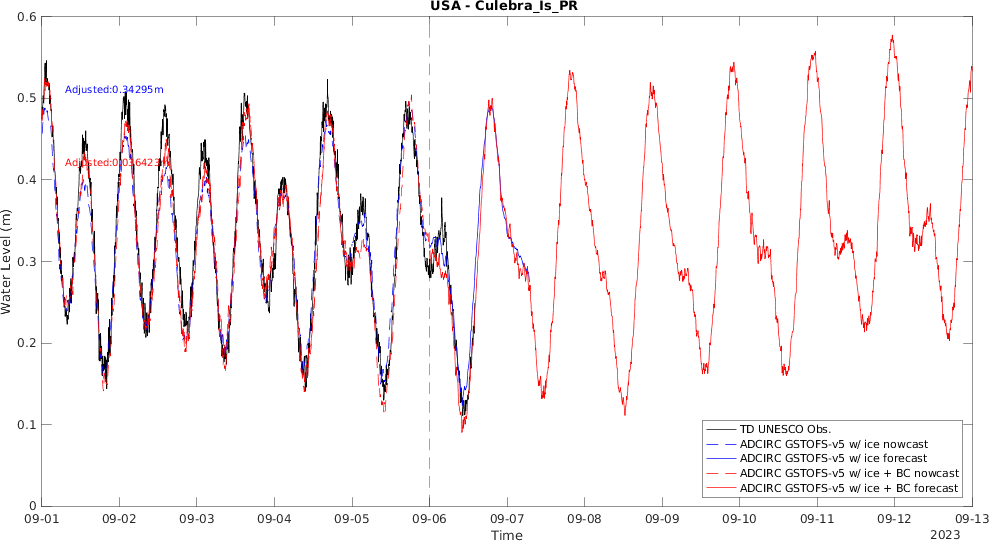 USA - Culebra_Is_PR
0.6
0.5
0.4
0.3
0.2
0.1
0
Water Level (m)
Adjusted:0.34295m
Adjusted:0.036423m
TD UNESCO Obs.
ADCIRC GSTOFS-v5 w/ ice nowcast
ADCIRC GSTOFS-v5 w/ ice forecast
ADCIRC GSTOFS-v5 w/ ice + BC nowcast
ADCIRC GSTOFS-v5 w/ ice + BC forecast
09-01 09-02 09-03 09-04 09-05 09-06 09-07 09-08 09-09 09-10 09-11 09-12 09-13
Time
2023